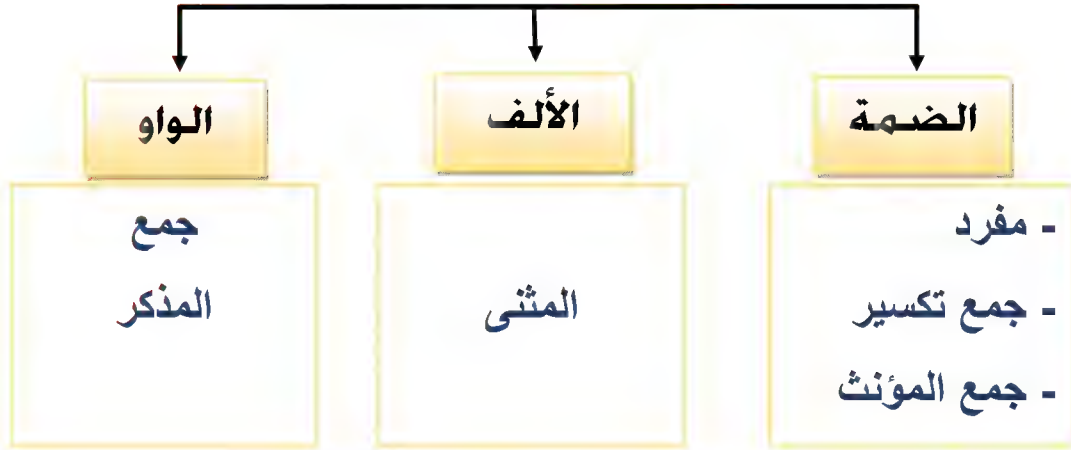 الضمة
- مفرد
- جمع تكسير
- جمع المؤنث
الألف
المثنى
الواو
جمع
المذكر